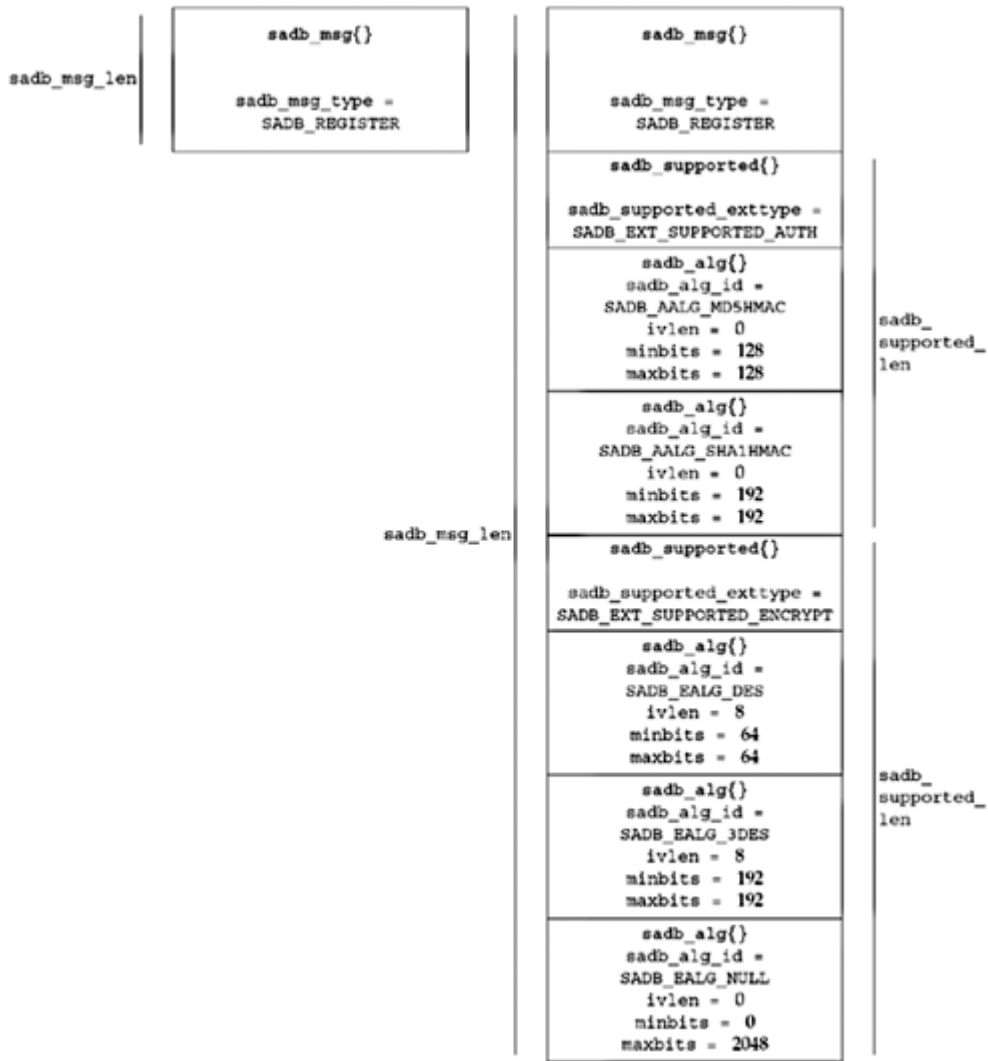 sadb_msg{}
sadb_msg_type =
SADB_REGISTER
sadb_msg_len
sadb_msg{}
sadb_msg_type =
SADB_REGISTER
sadb_supported{}
sadb_supported_exttype =
SADB_EXT_SUPPORTED_AUTH
sadb_alg{}
sadb_alg_id =
SADB_AALG_MD5HMAC
ivlen = 0
minbits = 128
maxbits = 128
sadb_alg{}
sadb_alg_id =
SADB_AALG_SHA1HMAC
ivlen = 0
minbits = 192
maxbits = 192
sadb_
supported_
len
sadb_msg_len
sadb_supported{}
sadb_supported_exttype =
SADB_EXT_SUPPORTED_ENCRYPT
sadb_alg{}
sadb_alg_id =
SADB_EALG_DES
ivlen = 8
minbits = 64
maxbits = 64
sadb_alg{}
sadb_alg_id =
SADB_EALG_3DES
ivlen = 8
minbits = 192
maxbits = 192
sadb_alg{}
sadb_alg_id =
SADB_EALG_NULL
ivlen = 0
minbits = 0
maxbits = 2048
sadb_
supported_
len